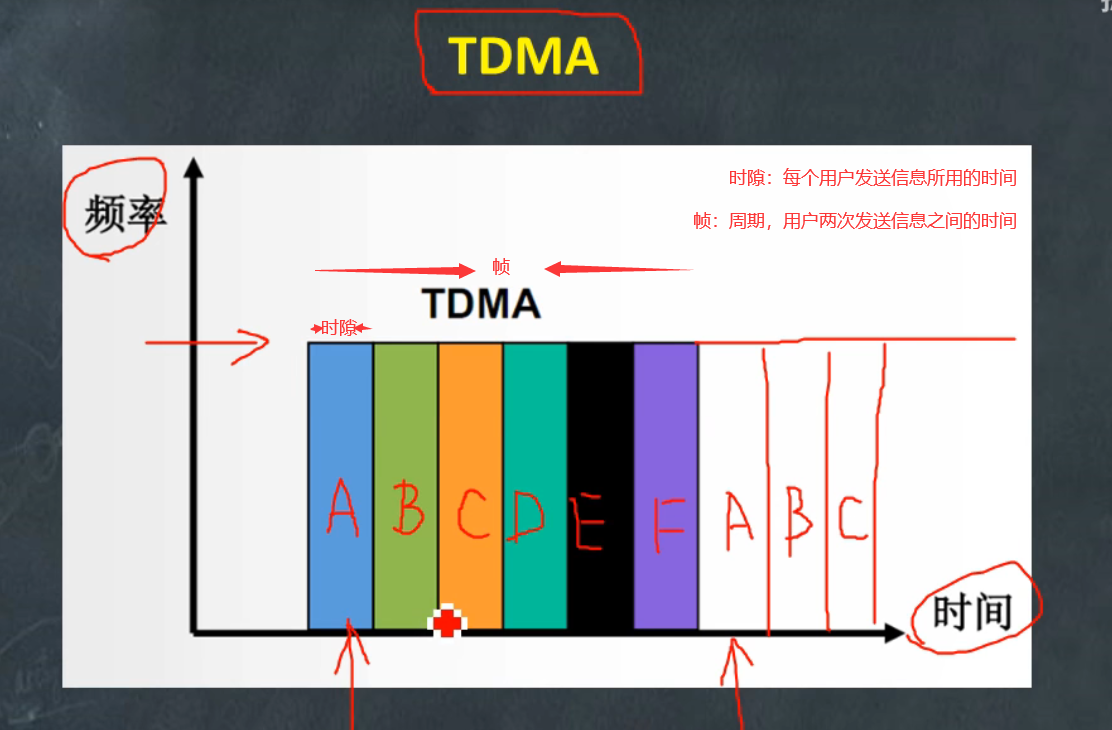 TDMA
频率
时隙：每个用户发送信息所用的时间
帧：周期，用户两次发送信息之间的时间
帧
TDMA
时隙
A B C D E F A B C
时间